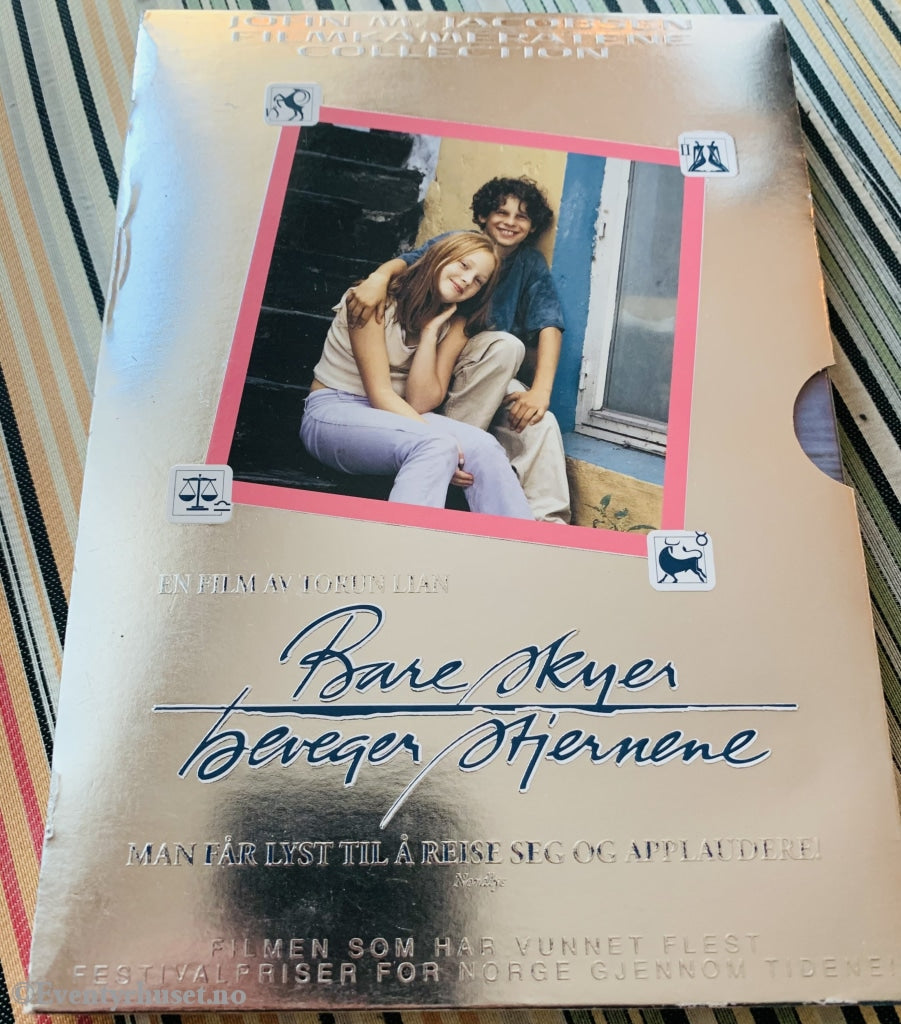 JOHN M. JACOBSEN
FILMKAMERATENE
COLLECTION
EN FILM AV TORUN LIAN
Bare skyer
beveger stjernene
MAN FÅR LYST TIL Å REISE SEG OG APPLAUDERE!
Nordlys
FILMEN SOM HAR VUNNET FLEST
FESTIVALPRISER FOR NORGE GJENNOM TIDENE!
©Eventyrhuset.no